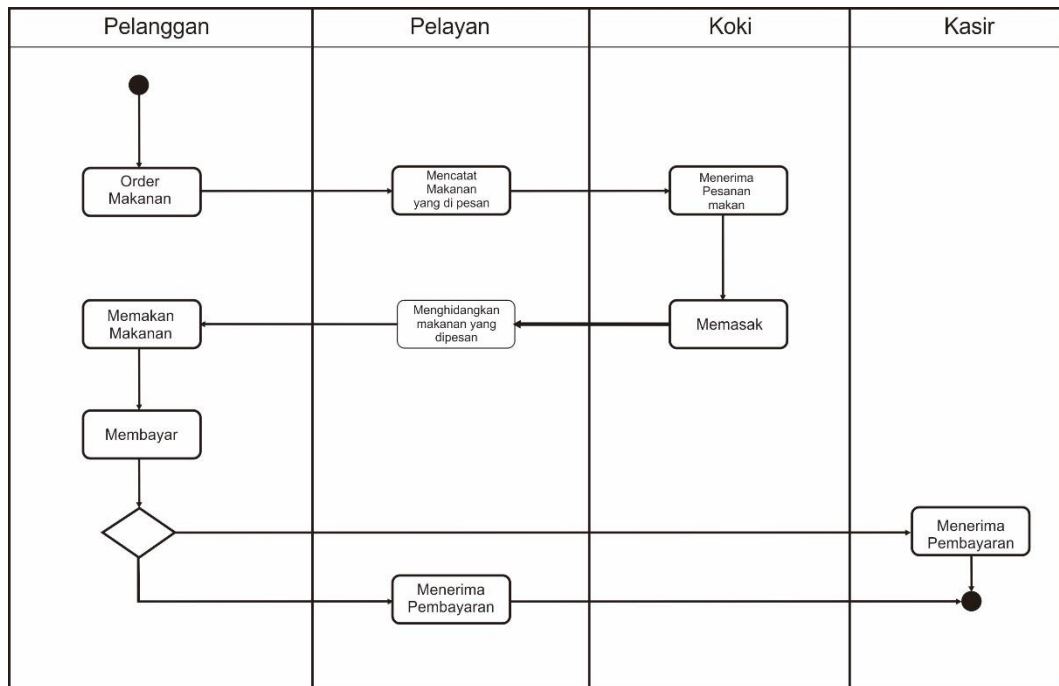 Pelanggan
Pelayan
Koki
Kasir
Order
Makanan
Mencatat
Makanan
yang di pesan
Menerima
Pesanan
makan
Memakan
Makanan
Menghidangkan
makanan yang
dipesan
Memasak
Membayar
Menerima
Pembayaran
Menerima
Pembayaran